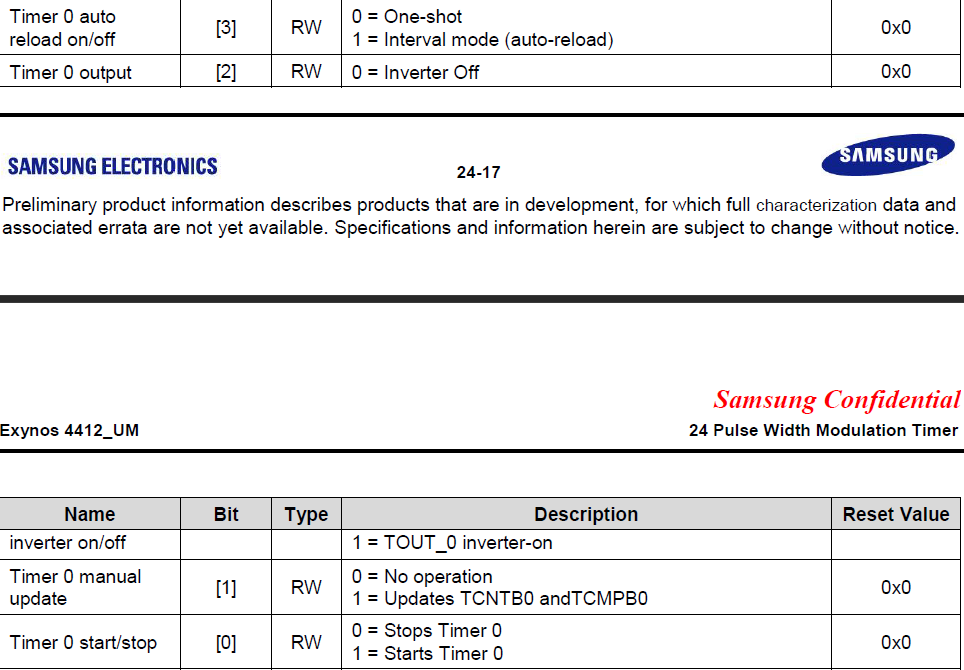 Timer 0 auto
reload on/off
[3]
RW
0 = One-shot
1 = Interval mode (auto-reload)
0x0
Timer 0 output
[2]
RW
0 = Inverter Off
0x0
SAMSUNG ELECTRONICS
24-17
SAMSUNG
Preliminary product information describes products that are in development, for which full characterization data and
associated errata are not yet available. Specifications and information herein are subject to change without notice.
Samsung Confidential
Exynos 4412_UM
24 Pulse Width Modulation Timer
Name
Bit
Type
Description
Reset Value
inverter on/off
1 = TOUT_0 inverter-on
Timer 0 manual
update
[1]
RW
0 = No operation
1 = Updates TCNTB0 andTCMPB0
0x0
Timer 0 start/stop
[0]
RW
0 = Stops Timer 0
1 = Starts Timer 0
0x0